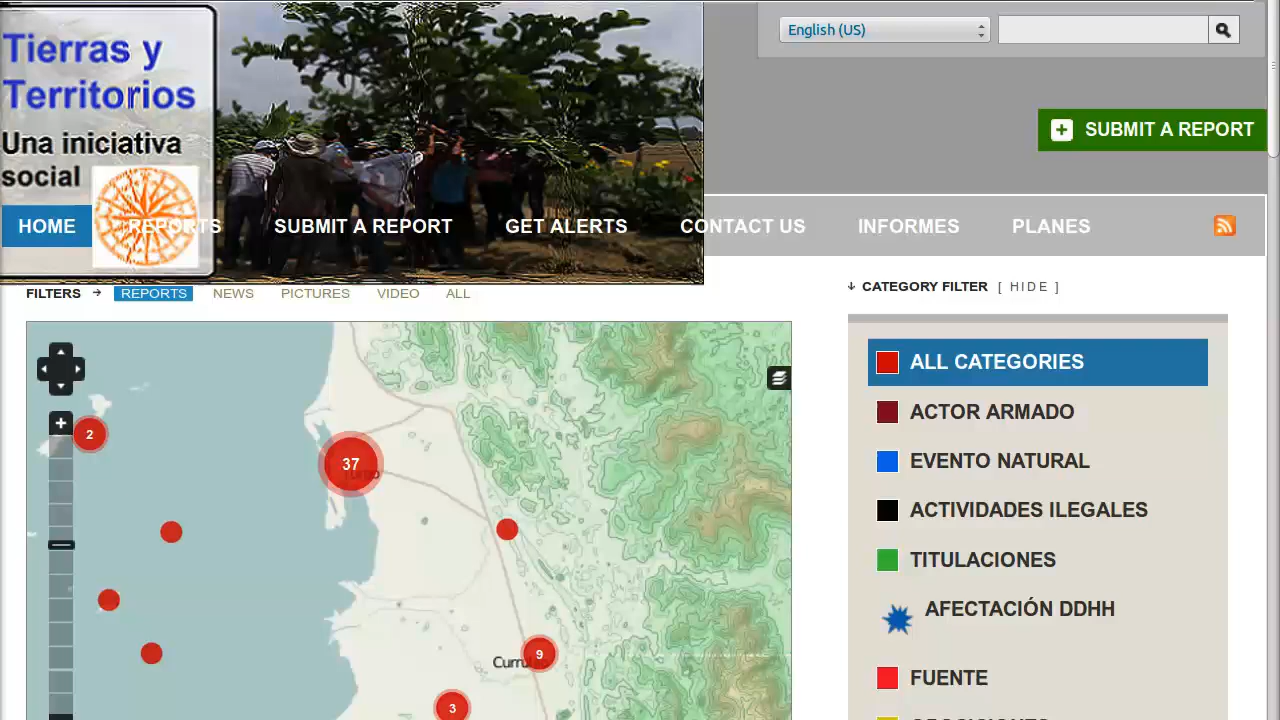 Tierras y
Territorios
Una iniciativa
social
English (US)
SUBMIT A REPORT
HOME
REPORTS
SUBMIT A REPORT
GET ALERTS
CONTACT US
INFORMES
PLANES
FILTERS → REPORTS NEWS PICTURES VIDEO ALL
↓ CATEGORY FILTER [ HIDE ]
2
37
9
3
ALL CATEGORIES
ACTOR ARMADO
EVENTO NATURAL
ACTIVIDADES ILEGALES
TITULACIONES
AFECTACIÓN DDHH
FUENTE